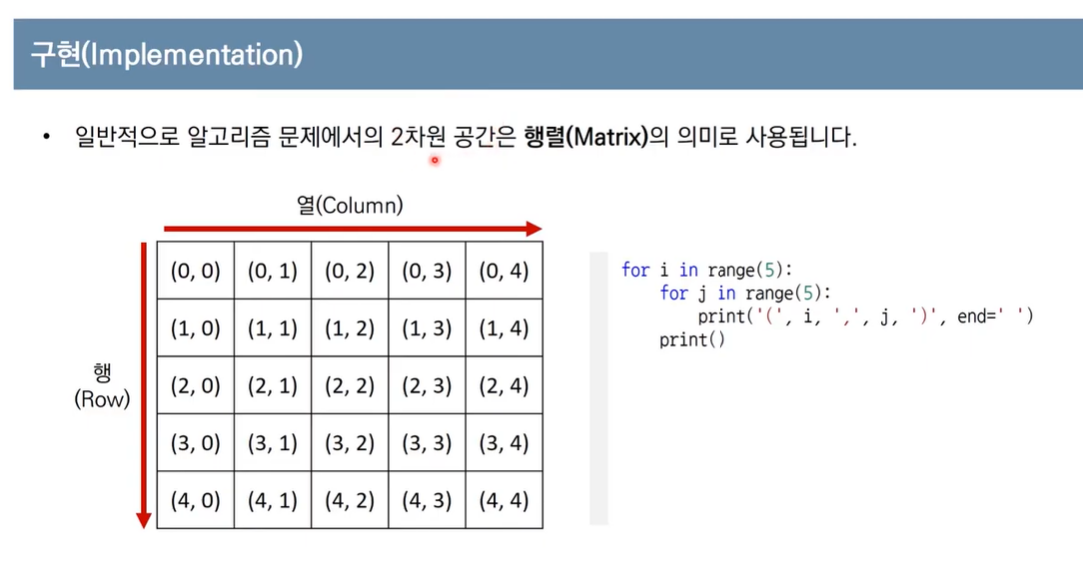 구현(Implementation)
• 일반적으로 알고리즘 문제에서의 2차원 공간은 행렬(Matrix)의 의미로 사용됩니다.
열(Column)
행
(Row)
(0, 0) (0, 1) (0, 2) (0, 3) (0, 4)
(1, 0) (1, 1) (1, 2) (1, 3) (1, 4)
(2, 0) (2, 1) (2, 2) (2, 3) (2, 4)
(3, 0) (3, 1) (3, 2) (3, 3) (3, 4)
(4, 0) (4, 1) (4, 2) (4, 3) (4, 4)
for i in range(5):
    for j in range(5):
        print('(', i, ',', j, ')', end=' ')
    print()